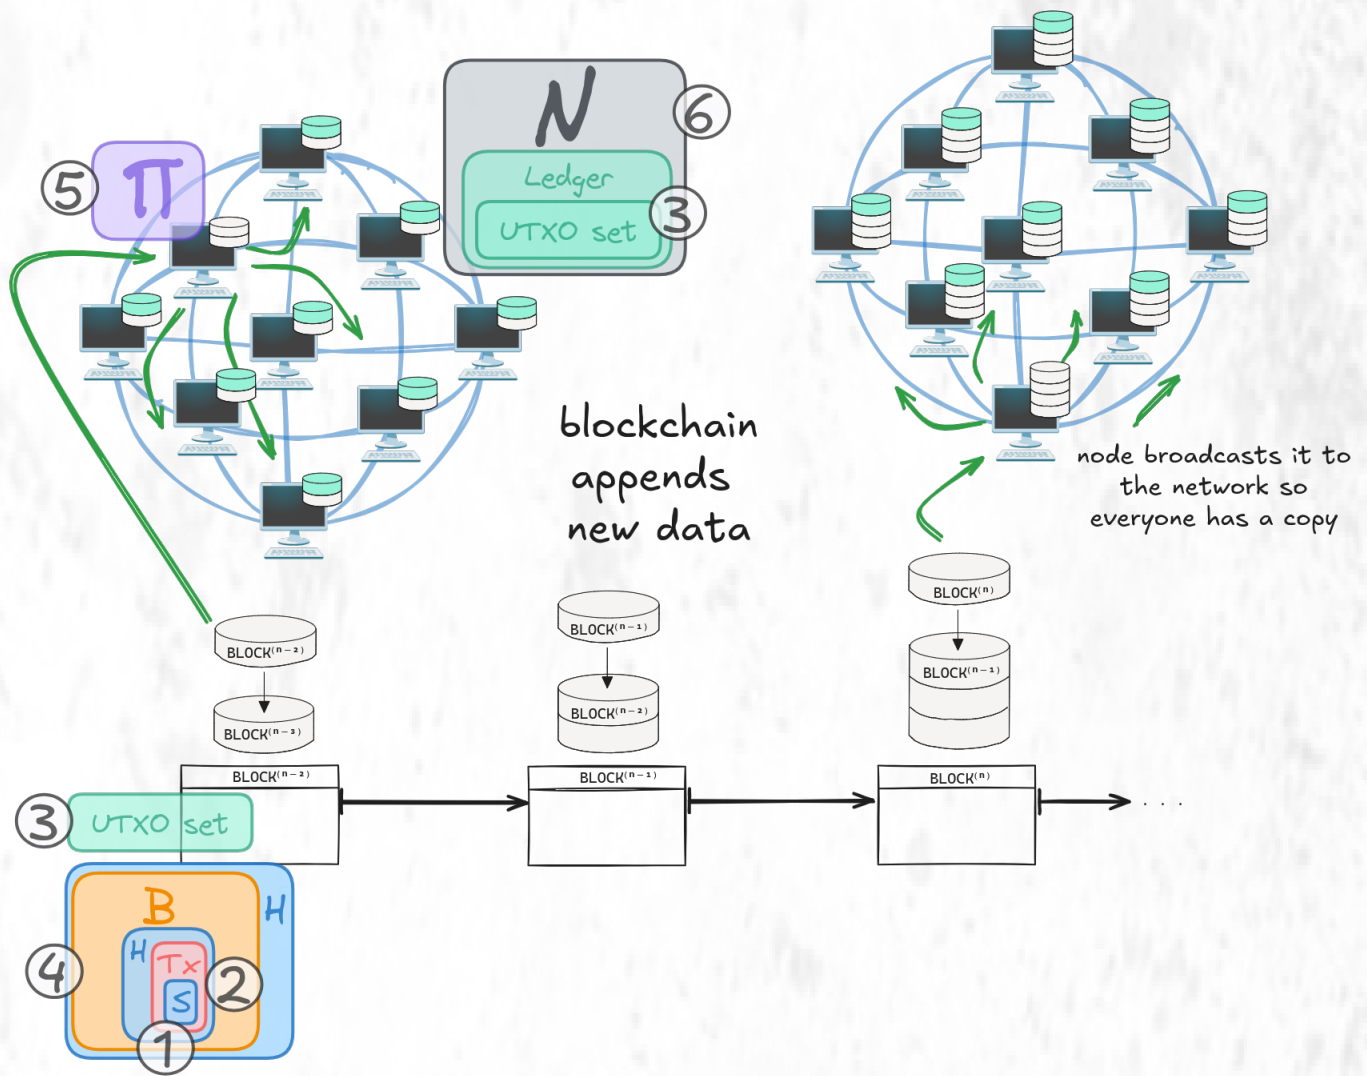 N
6
5
π
Ledger
3
UTXO set
blockchain
appends
new data
node broadcasts it to
the network so
everyone has a copy
BLOCK⁽ⁿ⁻²⁾
BLOCK⁽ⁿ⁻³⁾
BLOCK⁽ⁿ⁻¹⁾
BLOCK⁽ⁿ⁻²⁾
BLOCK⁽ⁿ⁾
BLOCK⁽ⁿ⁻¹⁾
BLOCK⁽ⁿ⁻²⁾
BLOCK⁽ⁿ⁻¹⁾
BLOCK⁽ⁿ⁾
. . .
3
UTXO set
B
H
H
Tx
4
2
S
1